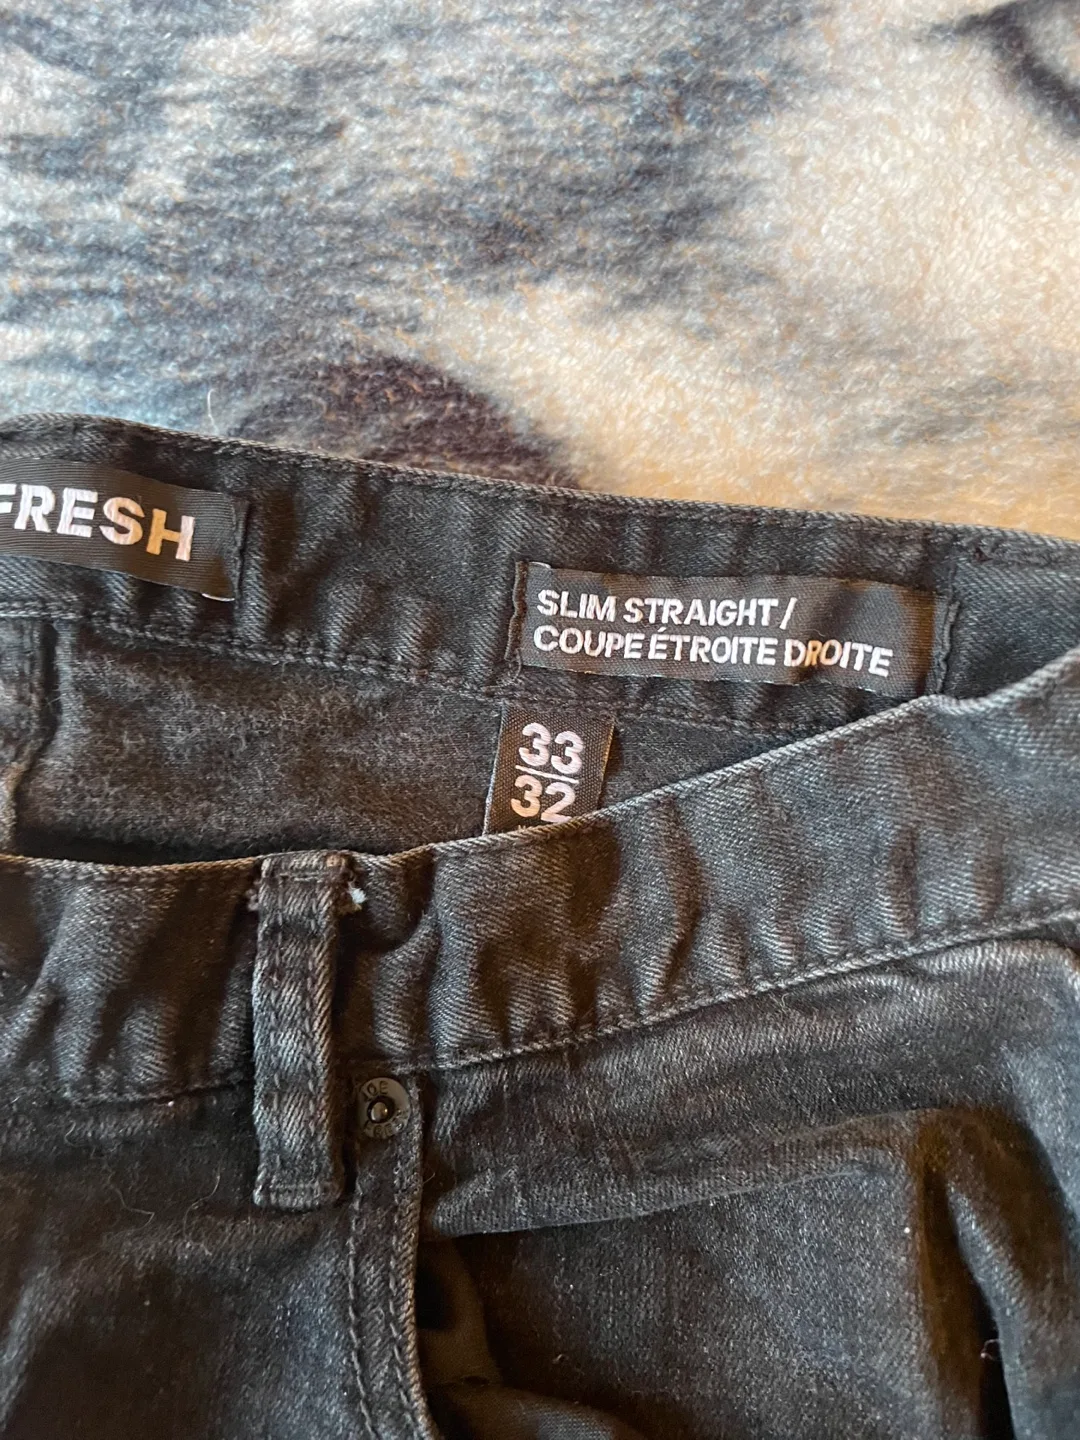 FRESH
SLIM STRAIGHT/
COUPE ÉTROITE DROITE
33
32